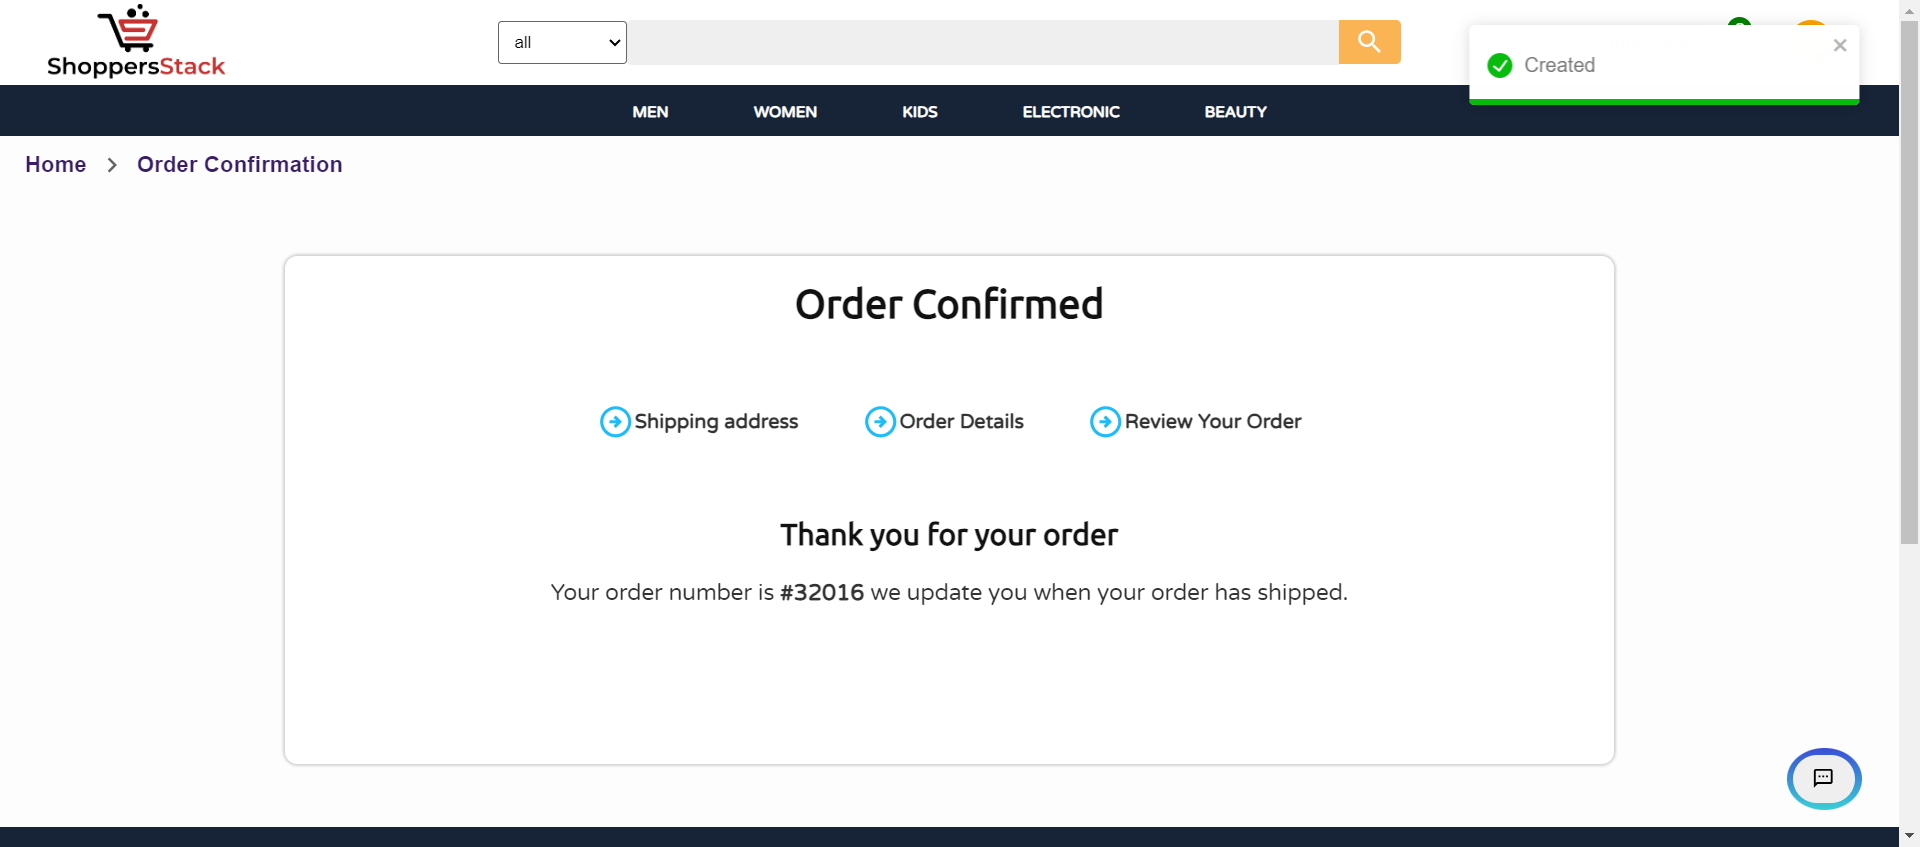 ShoppersStack
all
Created
MEN WOMEN KIDS ELECTRONIC BEAUTY
Home > Order Confirmation
Order Confirmed
Shipping address Order Details Review Your Order
Thank you for your order
Your order number is #32016 we update you when your order has shipped.